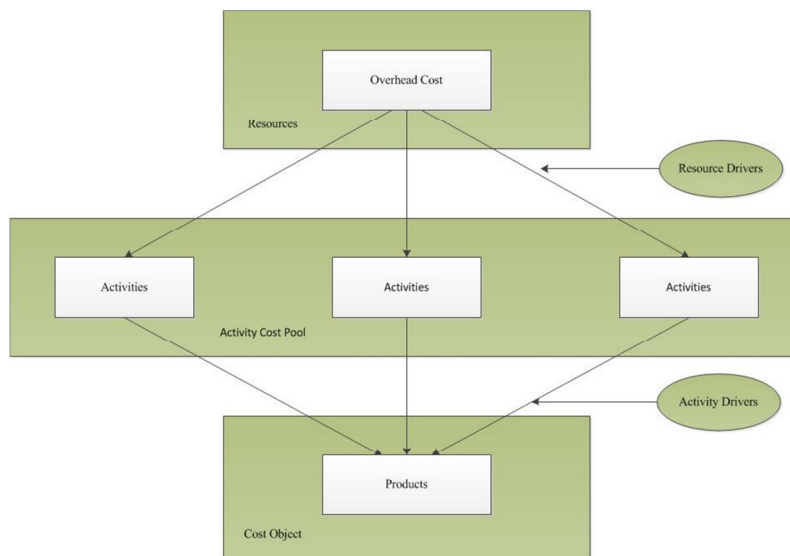 Overhead Cost
Resources
Resource Drivers
Activities
Activities
Activities
Activity Cost Pool
Activity Drivers
Products
Cost Object